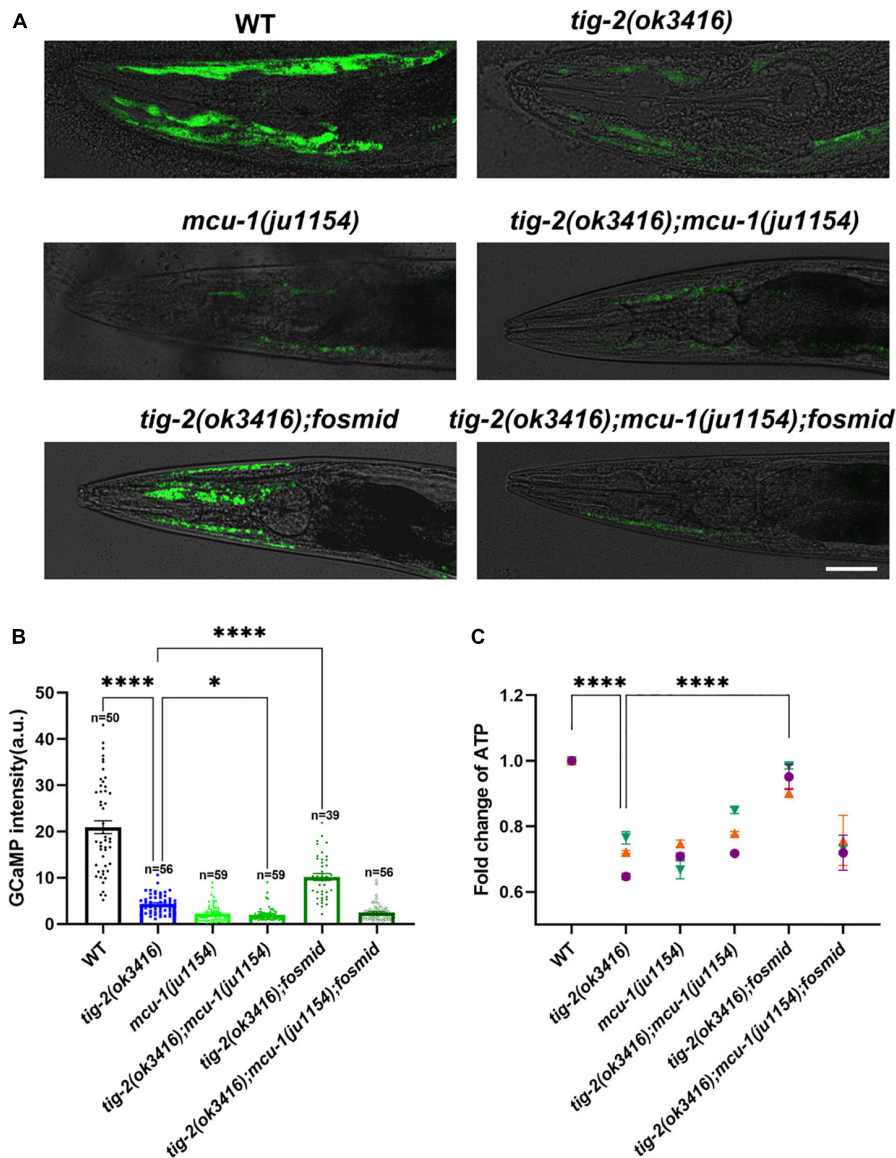 A
WT
tig-2(ok3416)
mcu-1(ju1154)
tig-2(ok3416);mcu-1(ju1154)
tig-2(ok3416);fosmid
tig-2(ok3416);mcu-1(ju1154);fosmid
B
****
****
*
GCaMP intensity(a.u.)
50
40
30
20
10
0
n=50
n=56
n=59
n=59
n=39
n=56
WT
tig-2(ok3416)
mcu-1(ju1154)
tig-2(ok3416);mcu-1(ju1154)
tig-2(ok3416);fosmid
tig-2(ok3416);mcu-1(ju1154);fosmid
C
****
****
Fold change of ATP
1.2
1.0
0.8
0.6
WT
tig-2(ok3416)
mcu-1(ju1154)
tig-2(ok3416);mcu-1(ju1154)
tig-2(ok3416);fosmid
tig-2(ok3416);mcu-1(ju1154);fosmid